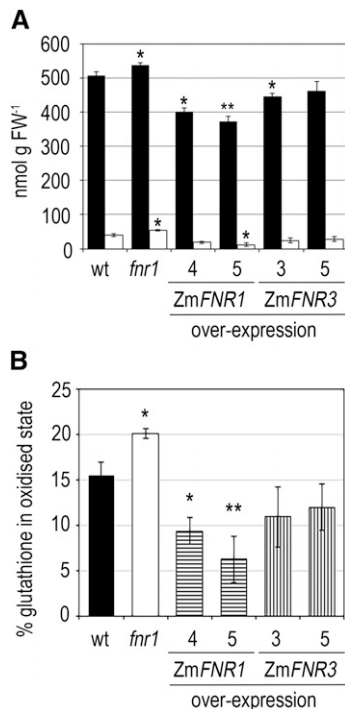 A
600
500
400
300
200
100
0
nmol g FW-1
* * ** *
* *
wt fnr1 4 5 3 5
ZmFNR1 ZmFNR3
over-expression
B
25
20
15
10
5
0
% glutathione in oxidised state
* * **
wt fnr1 4 5 3 5
ZmFNR1 ZmFNR3
over-expression